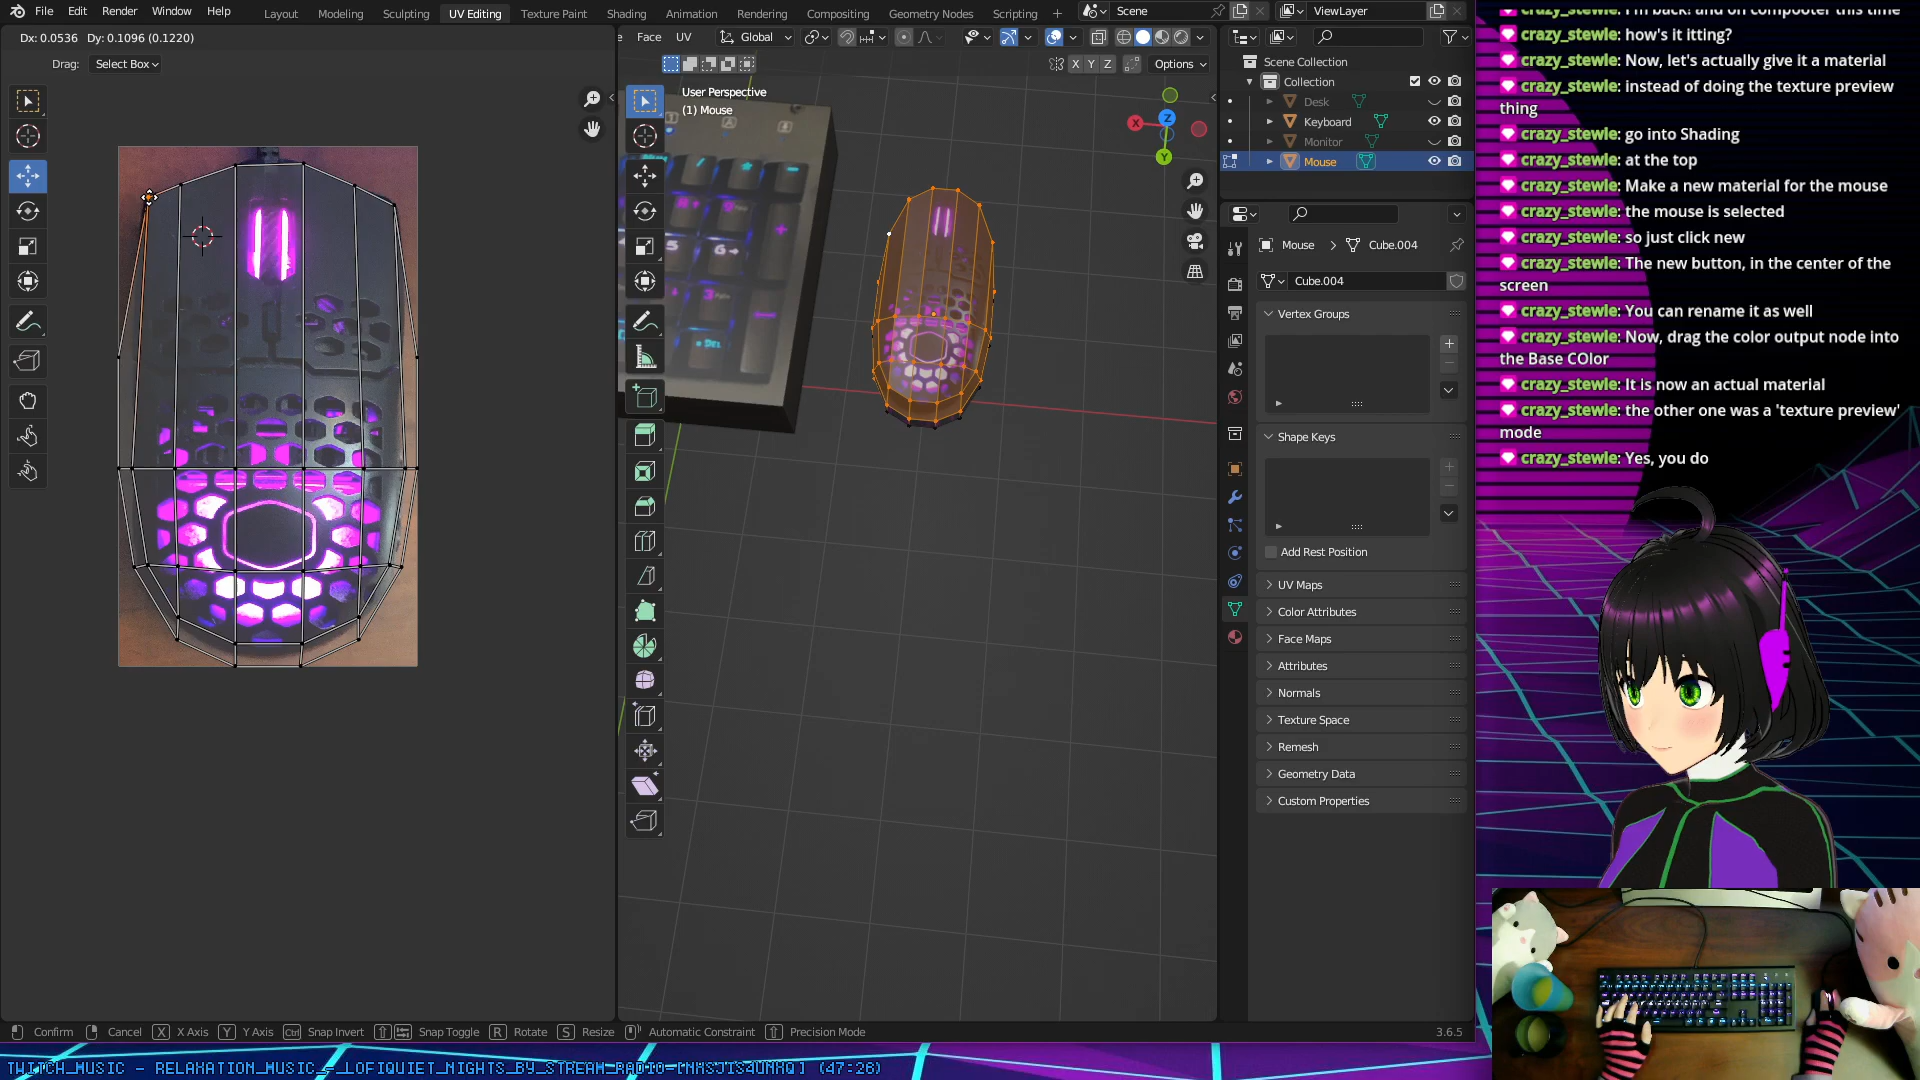 File Edit Render Window Help Layout Modeling Sculpting UV Editing Texture Paint Shading Animation Rendering Compositing Geometry Nodes Scripting + Scene ViewLayer
Dx: 0.0536 Dy: 0.1096 (0.1220)
Face UV Global
Drag: Select Box
X Y Z Options
User Perspective
(1) Mouse
Scene Collection
Collection
Desk
Keyboard
Monitor
Mouse
Mouse > Cube.004
Cube.004
Vertex Groups
Shape Keys
Add Rest Position
UV Maps
Color Attributes
Face Maps
Attributes
Normals
Texture Space
Remesh
Geometry Data
Custom Properties
Confirm Cancel X X Axis Y Y Axis Ctrl Snap Invert Snap Toggle R Rotate S Resize Automatic Constraint Precision Mode 3.6.5
crazy_stewie: I'm back! and on compooter this time
crazy_stewie: how's it itting?
crazy_stewie: Now, let's actually give it a material
crazy_stewie: instead of doing the texture preview
thing
crazy_stewie: go into Shading
crazy_stewie: at the top
crazy_stewie: Make a new material for the mouse
crazy_stewie: the mouse is selected
crazy_stewie: so just click new
crazy_stewie: The new button, in the center of the
screen
crazy_stewie: You can rename it as well
crazy_stewie: Now, drag the color output node into
the Base COlor
crazy_stewie: It is now an actual material
crazy_stewie: the other one was a 'texture preview'
mode
crazy_stewie: Yes, you do